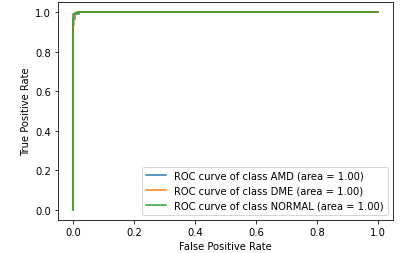 1.0
0.8
0.6
0.4
0.2
0.0
True Positive Rate
ROC curve of class AMD (area = 1.00)
ROC curve of class DME (area = 1.00)
ROC curve of class NORMAL (area = 1.00)
0.0 0.2 0.4 0.6 0.8 1.0
False Positive Rate